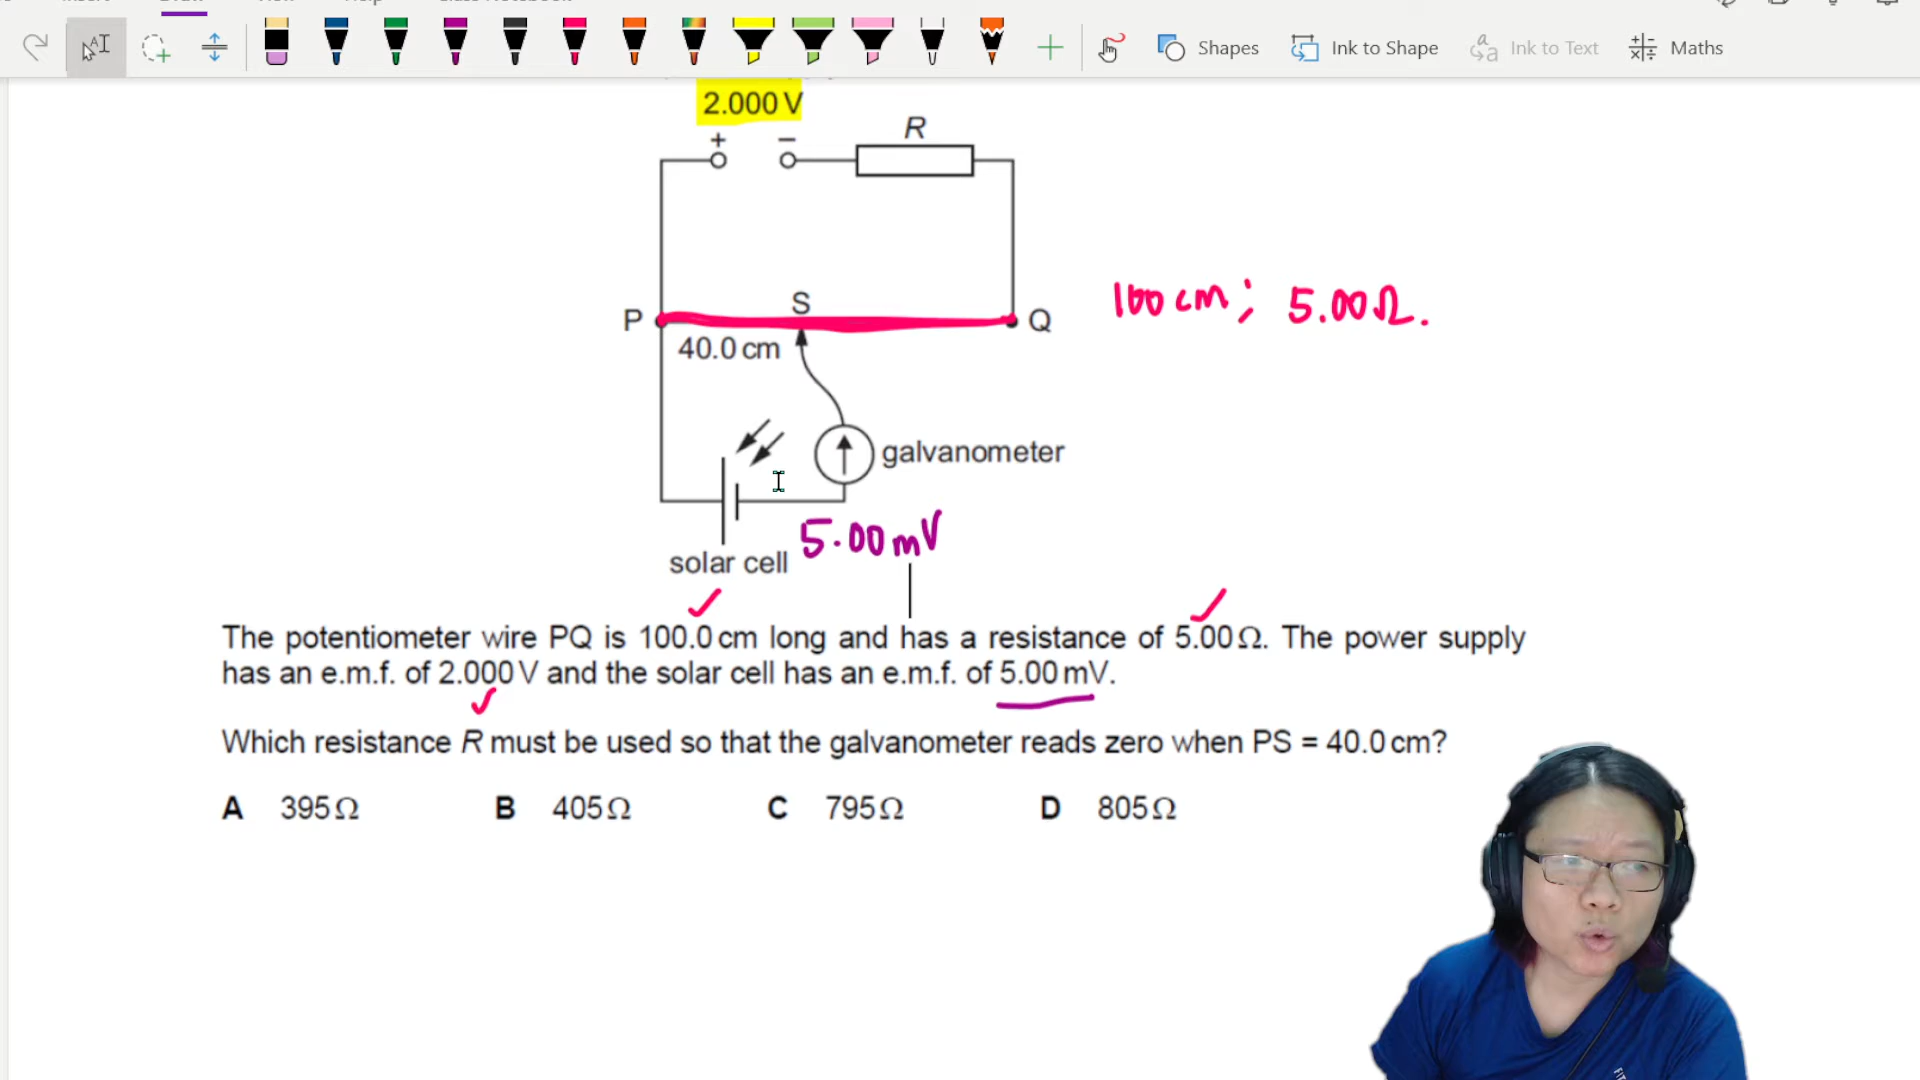 Shapes
Ink to Shape
Ink to Text
Maths
2.000 V
+
−
R
P
S
Q
100 cm ; 5.00 Ω.
40.0 cm
galvanometer
5.00 mV
solar cell
The potentiometer wire PQ is 100.0 cm long and has a resistance of 5.00 Ω. The power supply
has an e.m.f. of 2.000 V and the solar cell has an e.m.f. of 5.00 mV.
Which resistance R must be used so that the galvanometer reads zero when PS = 40.0 cm?
A 395 Ω B 405 Ω C 795 Ω D 805 Ω